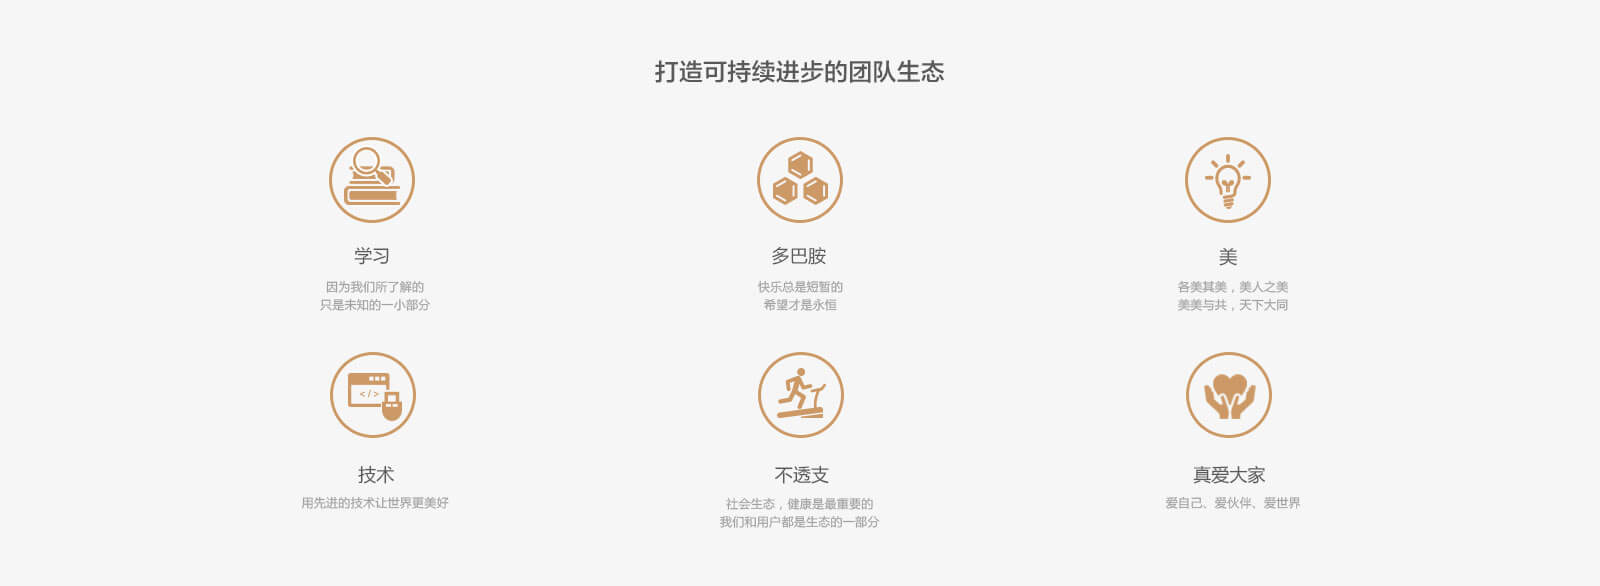 打造可持续进步的团队生态
学习
因为我们所了解的
只是未知的一小部分
多巴胺
快乐总是短暂的
希望才是永恒
美
各美其美，美人之美
美美与共，天下大同
</>
技术
用先进的技术让世界更美好
不透支
社会生态，健康是最重要的
我们和用户都是生态的一部分
真爱大家
爱自己、爱伙伴、爱世界